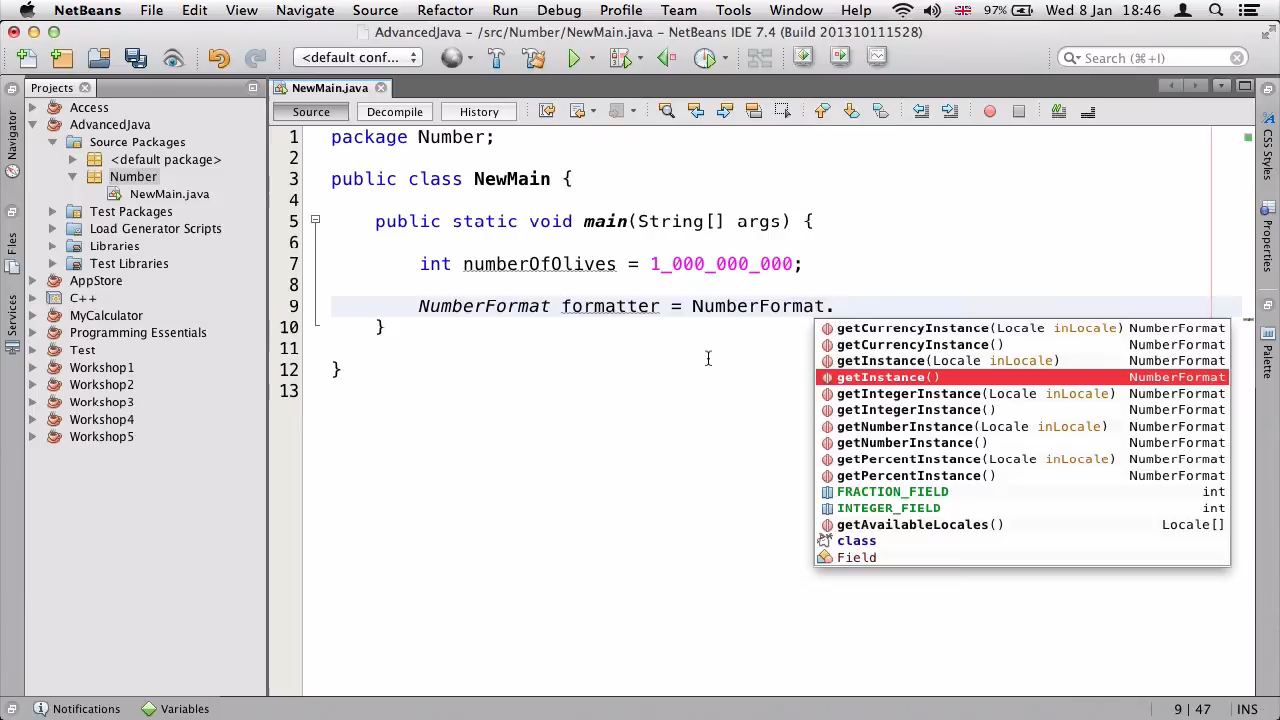 NetBeans File Edit View Navigate Source Refactor Run Debug Profile Team Tools Window Help 97% Wed 8 Jan 18:46
AdvancedJava - /src/Number/NewMain.java - NetBeans IDE 7.4 (Build 201310111528)
<default conf... Search (⌘+I)
Projects
NewMain.java
Source Decompile History
Navigator
Files
Services
Access
AdvancedJava
Source Packages
<default package>
Number
NewMain.java
Test Packages
Load Generator Scripts
Libraries
Test Libraries
AppStore
C++
MyCalculator
Programming Essentials
Test
Workshop1
Workshop2
Workshop3
Workshop4
Workshop5
1 package Number;
2
3 public class NewMain {
4
5 public static void main(String[] args) {
6
7 int numberOfOlives = 1_000_000_000;
8
9 NumberFormat formatter = NumberFormat.
10 }
11
12 }
13
getCurrencyInstance(Locale inLocale) NumberFormat
getCurrencyInstance() NumberFormat
getInstance(Locale inLocale) NumberFormat
getInstance() NumberFormat
getIntegerInstance(Locale inLocale) NumberFormat
getIntegerInstance() NumberFormat
getNumberInstance(Locale inLocale) NumberFormat
getNumberInstance() NumberFormat
getPercentInstance(Locale inLocale) NumberFormat
getPercentInstance() NumberFormat
FRACTION_FIELD int
INTEGER_FIELD int
getAvailableLocales() Locale[]
class
Field
CSS Styles
Properties
Palette
Notifications Variables 9 | 47 INS